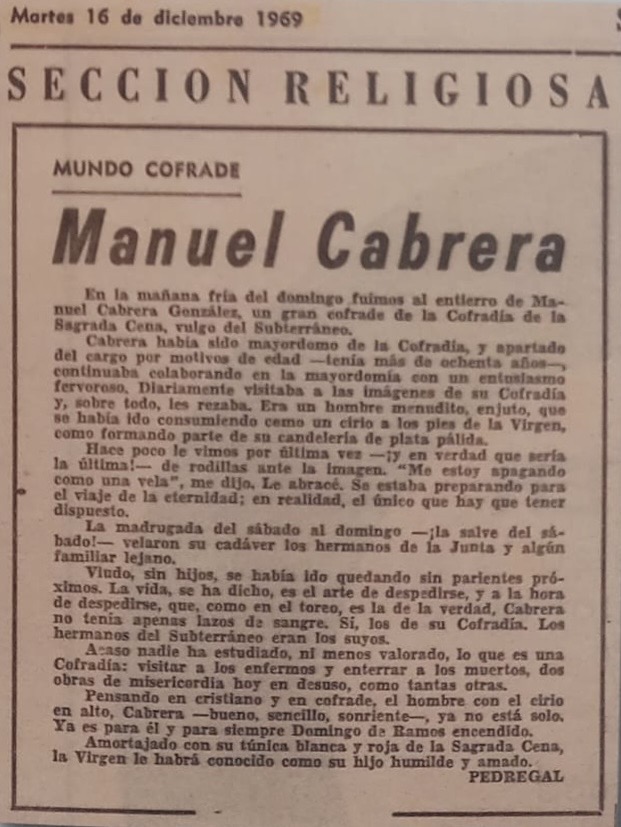 Martes 16 de diciembre 1969
SECCION RELIGIOSA
MUNDO COFRADE
Manuel Cabrera
En la mañana fría del domingo fuimos al entierro de Ma-
nuel Cabrera González, un gran cofrade de la Cofradía de la
Sagrada Cena, vulgo del Subterráneo.
Cabrera había sido mayordomo de la Cofradía, y apartado
del cargo por motivos de edad —tenía más de ochenta años—,
continuaba colaborando en la mayordomía con un entusiasmo
fervoroso. Diariamente visitaba a las imágenes de su Cofradía
y, sobre todo, les rezaba. Era un hombre menudito, enjuto, que
se había ido consumiendo como un cirio a los pies de la Virgen,
como formando parte de su candelería de plata pálida.
Hace poco le vimos por última vez —¡y en verdad que sería
la última!— de rodillas ante la imagen. "Me estoy apagando
como una vela", me dijo. Le abracé. Se estaba preparando para
el viaje de la eternidad; en realidad, el único que hay que tener
dispuesto.
La madrugada del sábado al domingo —¡la salve del sá-
bado!— velaron su cadáver los hermanos de la Junta y algún
familiar lejano.
Viudo, sin hijos, se había ido quedando sin parientes pró-
ximos. La vida, se ha dicho, es el arte de despedirse, y a la hora
de despedirse, que, como en el toreo, es la de la verdad, Cabrera
no tenía apenas lazos de sangre. Sí, los de su Cofradía. Los
hermanos del Subterráneo eran los suyos.
Acaso nadie ha estudiado, ni menos valorado, lo que es una
Cofradía: visitar a los enfermos y enterrar a los muertos, dos
obras de misericordia hoy en desuso, como tantas otras.
Pensando en cristiano y en cofrade, el hombre con el cirio
en alto, Cabrera —bueno, sencillo, sonriente—, ya no está solo.
Ya es para él y para siempre Domingo de Ramos encendido.
Amortajado con su túnica blanca y roja de la Sagrada Cena,
la Virgen le habrá conocido como su hijo humilde y amado.
PEDREGAL